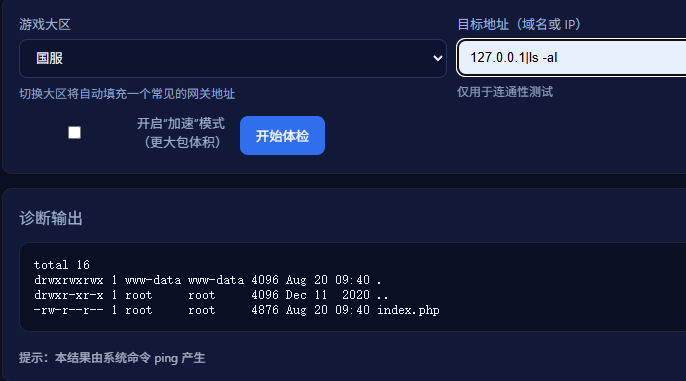 游戏大区
目标地址（域名或 IP）
国服
127.0.0.1|ls -al
切换大区将自动填充一个常见的网关地址
仅用于连通性测试
开启“加速”模式
（更大包体积）
开始体检
诊断输出
total 16
drwxrwxrwx 1 www-data www-data 4096 Aug 20 09:40 .
drwxr-xr-x 1 root     root     4096 Dec 11  2020 ..
-rw-r--r-- 1 root     root     4876 Aug 20 09:40 index.php
提示：本结果由系统命令 ping 产生